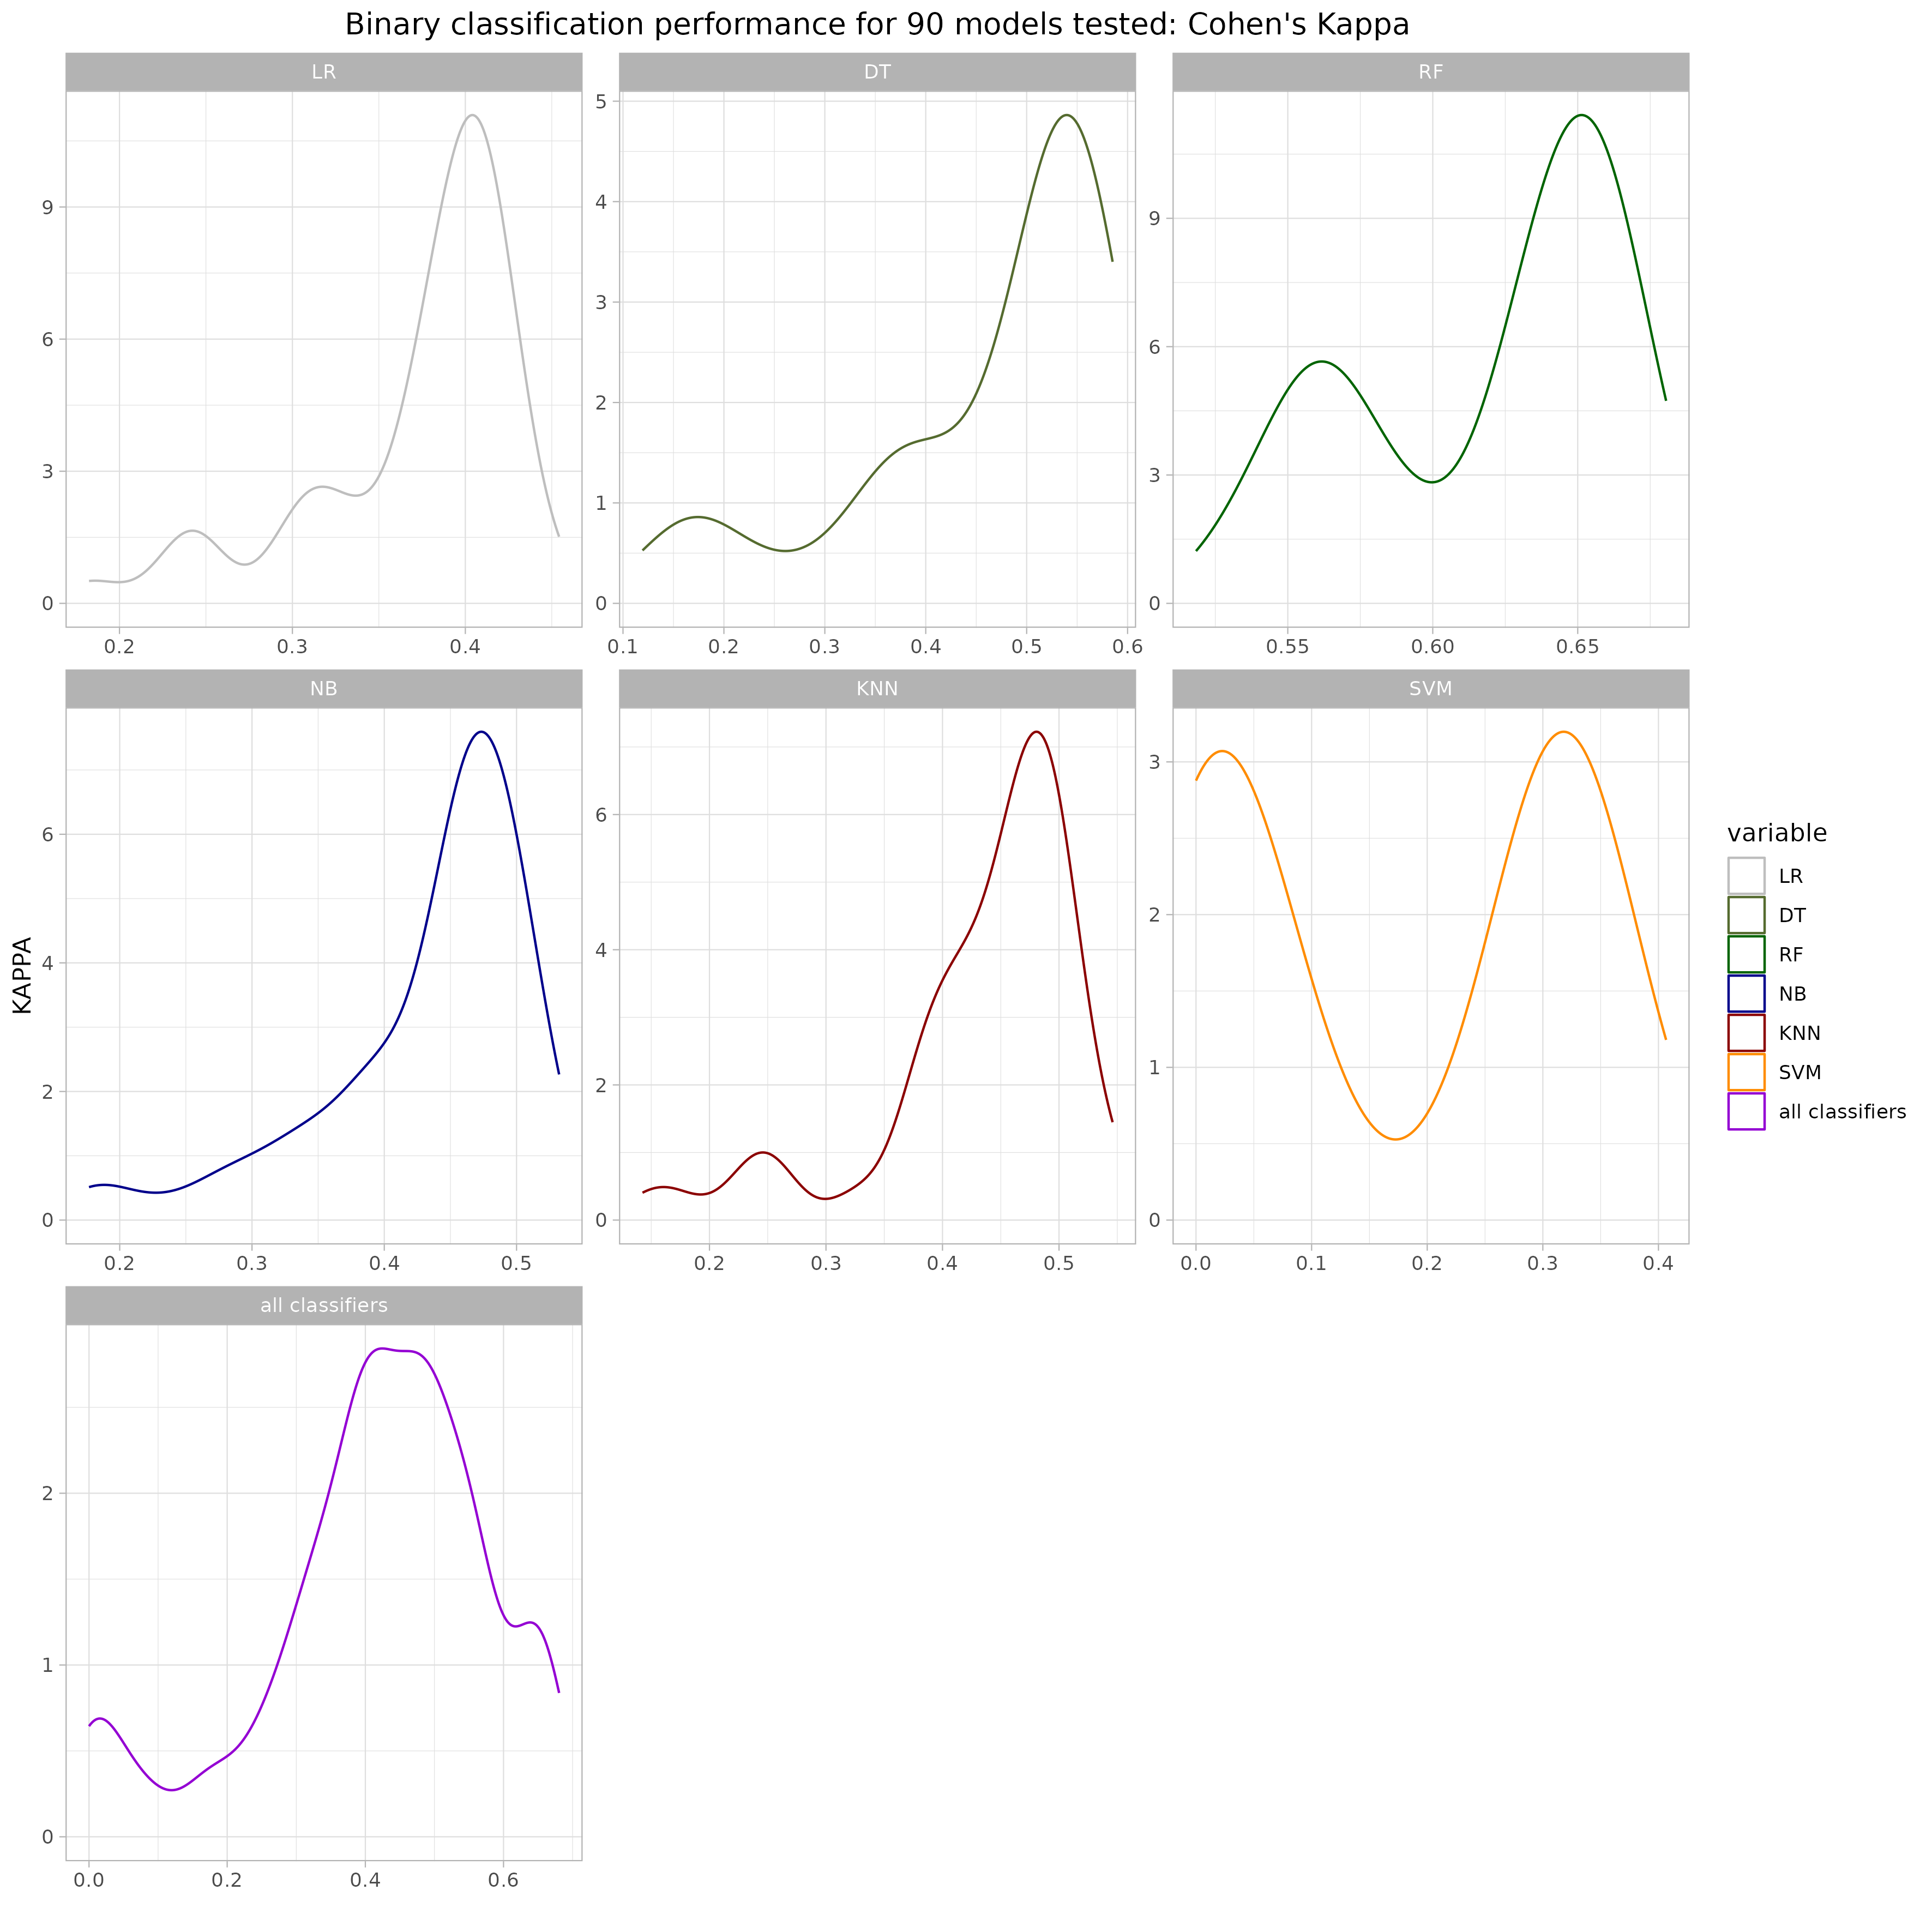 Binary classification performance for 90 models tested: Cohen's Kappa
LR
DT
RF
0
3
6
9
0.2 0.3 0.4
0
1
2
3
4
5
0.1 0.2 0.3 0.4 0.5 0.6
0
3
6
9
0.55 0.60 0.65
NB
KNN
SVM
0
2
4
6
0.2 0.3 0.4 0.5
0
2
4
6
0.2 0.3 0.4 0.5
0
1
2
3
0.0 0.1 0.2 0.3 0.4
all classifiers
0
1
2
0.0 0.2 0.4 0.6
KAPPA
variable
LR
DT
RF
NB
KNN
SVM
all classifiers